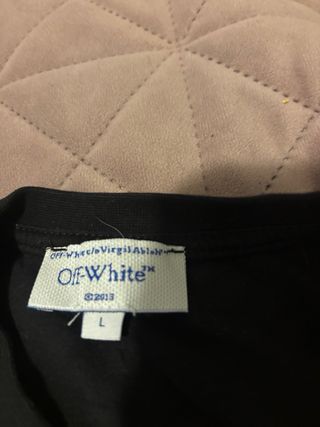 Off-White c/o Virgil Abloh™
Off-White™
©2013
L